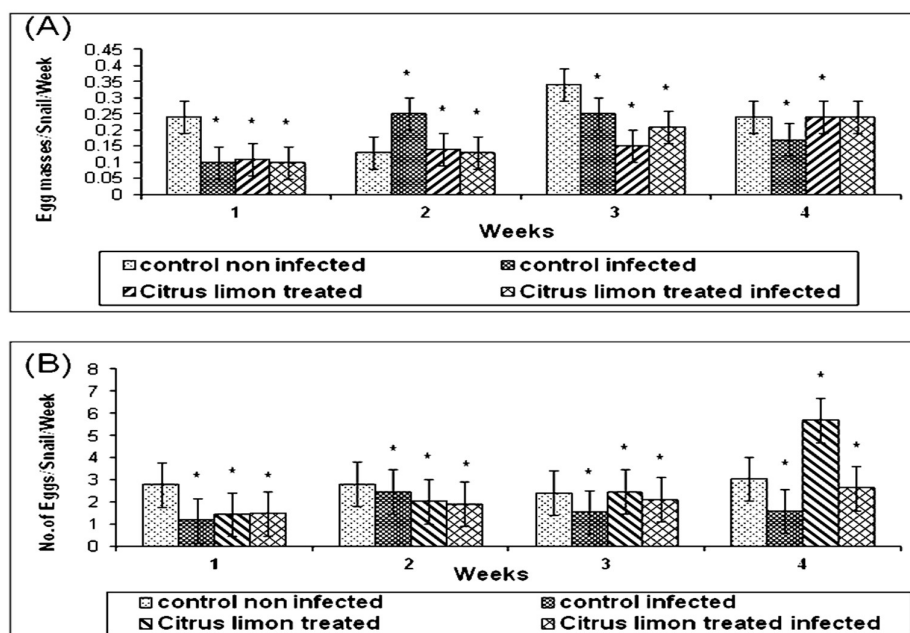 (A)
Egg masses/Snail/Week
0.45
0.4
0.35
0.3
0.25
0.2
0.15
0.1
0.05
0
* * *
* * *
* * *
* *
1 2 3 4
Weeks
control non infected control infected
Citrus limon treated Citrus limon treated infected
(B)
No.of Eggs/Snail/Week
8
7
6
5
4
3
2
1
0
* * *
* * *
* * *
* * *
1 2 3 4
Weeks
control non infected control infected
Citrus limon treated Citrus limon treated infected